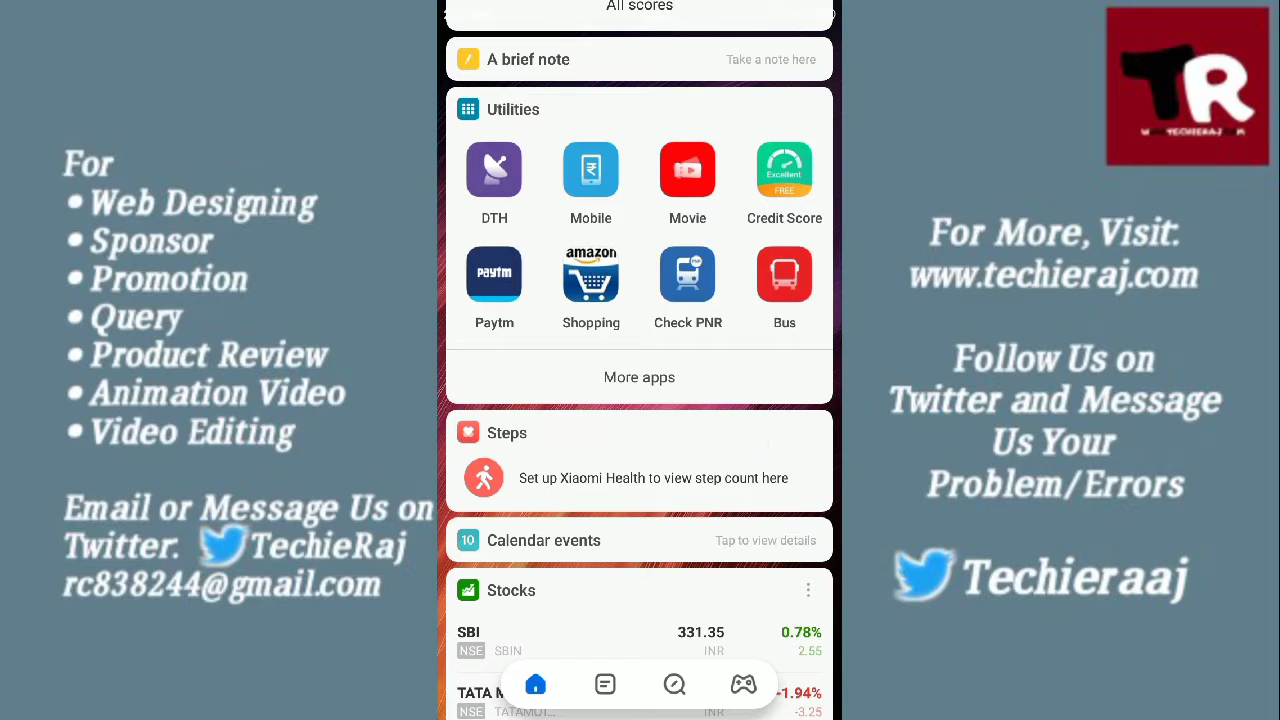 For
• Web Designing
• Sponsor
• Promotion
• Query
• Product Review
• Animation Video
• Video Editing
Email or Message Us on
Twitter. TechieRaj
rc838244@gmail.com
All scores
A brief note
Take a note here
Utilities
Excellent
FREE
DTH
Mobile
Movie
Credit Score
paytm
amazon
PNR
Paytm
Shopping
Check PNR
Bus
More apps
Steps
Set up Xiaomi Health to view step count here
10
Calendar events
Tap to view details
Stocks
SBI 331.35 0.78%
NSE SBIN INR 2.55
TATA M -1.94%
NSE TATAMOT... INR -3.25
TR
For More, Visit:
www.techieraj.com
Follow Us on
Twitter and Message
Us Your
Problem/Errors
Techieraaj